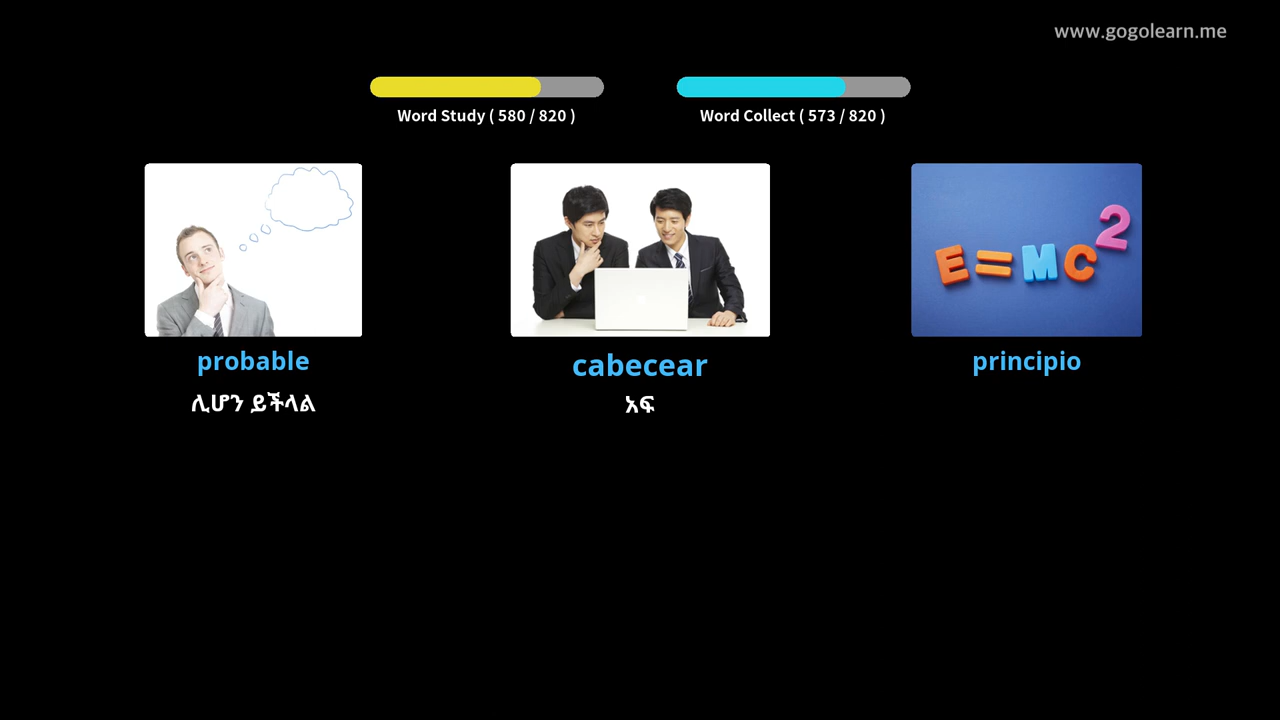 www.gogolearn.me
Word Study ( 580 / 820 )
Word Collect ( 573 / 820 )
E=MC²
probable
cabecear
principio
ሊሆን ይችላል
አፍ